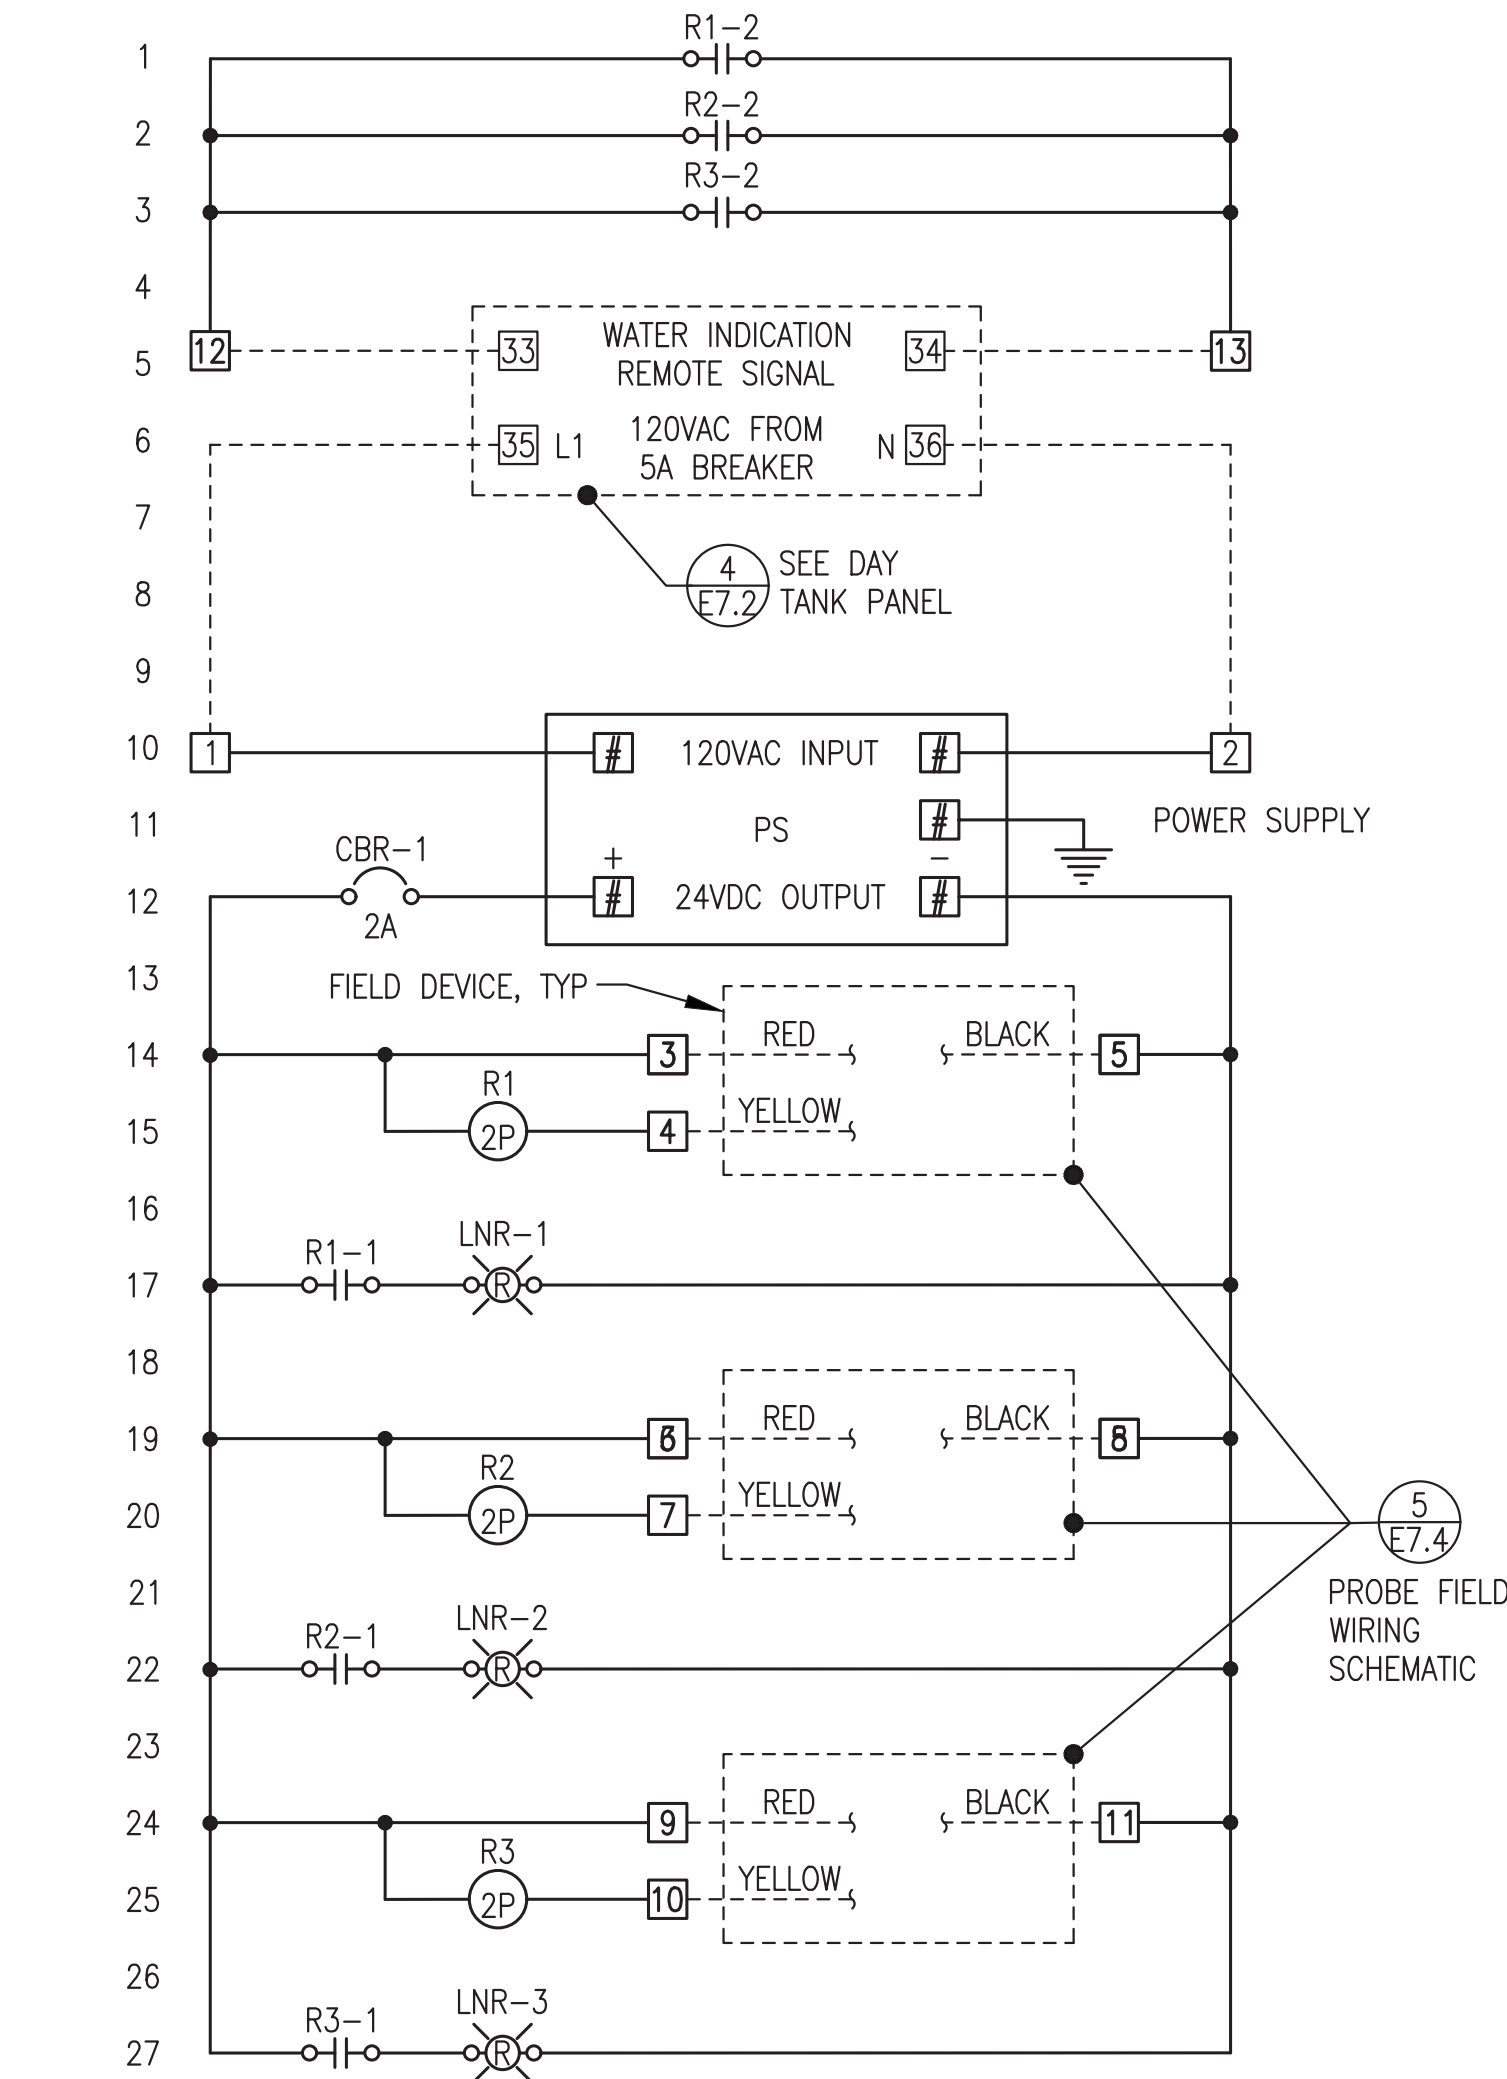 R1-2
1
R2-2
2
R3-2
3
4
12 33 WATER INDICATION 34 13
5 REMOTE SIGNAL
6 35 L1 120VAC FROM N 36
5A BREAKER
7
4 SEE DAY
8 E7.2 TANK PANEL
9
10 1 # 120VAC INPUT # 2
11 PS # POWER SUPPLY
CBR-1 + −
12 # 24VDC OUTPUT #
2A
13 FIELD DEVICE, TYP
RED BLACK
14 3 5
R1 YELLOW
15 2P 4
16
R1-1 LNR-1
17 R
18
RED BLACK
19 6 8
R2 YELLOW 5
20 2P 7 E7.4
21 PROBE FIELD
R2-1 LNR-2 WIRING
22 R SCHEMATIC
23
RED BLACK
24 9 11
R3 YELLOW
25 2P 10
26
R3-1 LNR-3
27 R